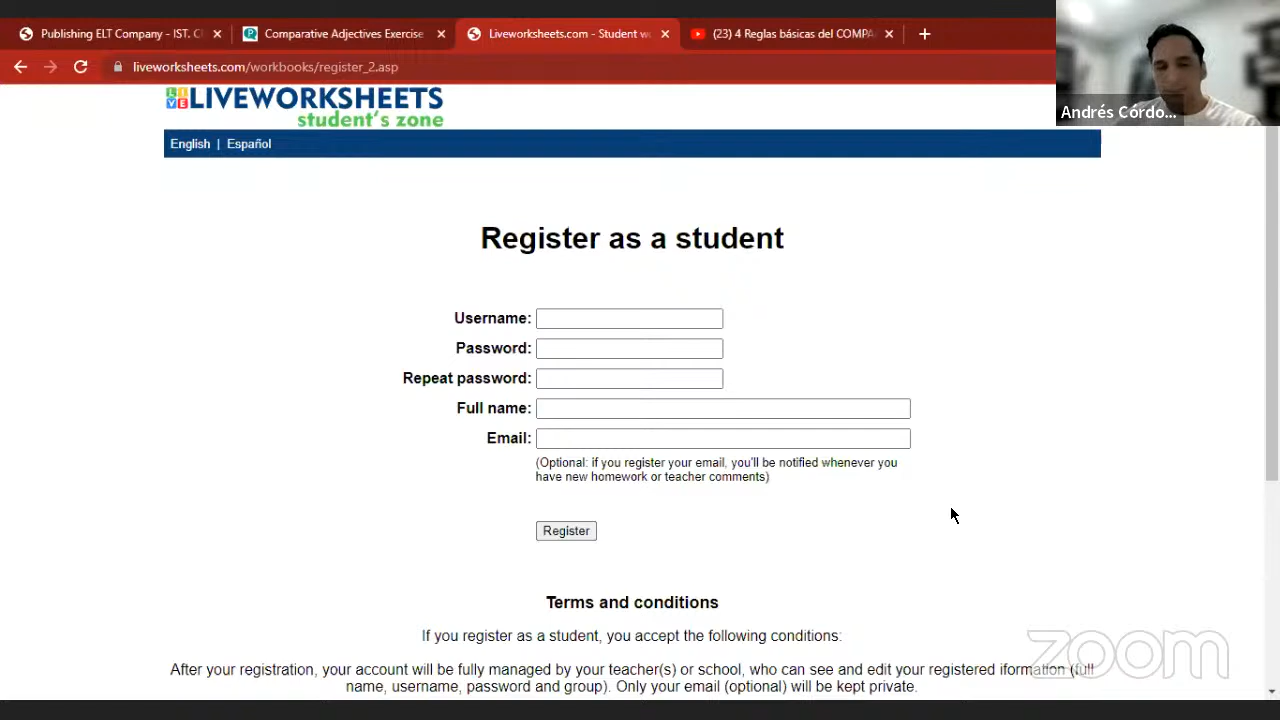 Publishing ELT Company - IST. C
Comparative Adjectives Exercise
Liveworksheets.com - Student w
(23) 4 Reglas básicas del COMPA
liveworksheets.com/workbooks/register_2.asp
LIVE LIVEWORKSHEETS
student's zone
English | Español
Andrés Córdo...
Register as a student
Username:
Password:
Repeat password:
Full name:
Email:
(Optional: if you register your email, you'll be notified whenever you
have new homework or teacher comments)
Register
Terms and conditions
If you register as a student, you accept the following conditions:
After your registration, your account will be fully managed by your teacher(s) or school, who can see and edit your registered iformation (full
name, username, password and group). Only your email (optional) will be kept private.
zoom